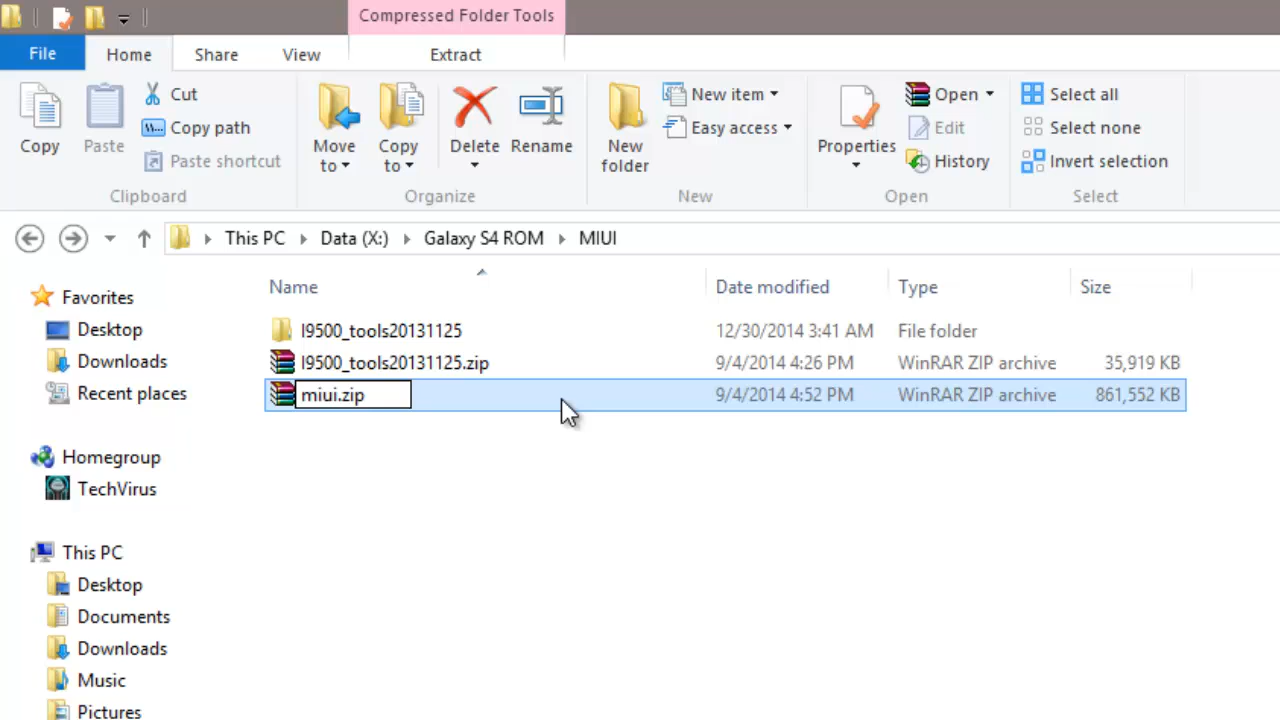 Compressed Folder Tools
File Home Share View Extract
Copy Paste Cut Copy path Paste shortcut
Move to Copy to Delete Rename
New folder New item Easy access
Properties Open Edit History
Select all Select none Invert selection
Clipboard Organize New Open Select
This PC Data (X:) Galaxy S4 ROM MIUI
Name Date modified Type Size
I9500_tools20131125 12/30/2014 3:41 AM File folder
I9500_tools20131125.zip 9/4/2014 4:26 PM WinRAR ZIP archive 35,919 KB
miui.zip 9/4/2014 4:52 PM WinRAR ZIP archive 861,552 KB
Favorites
Desktop
Downloads
Recent places
Homegroup
TechVirus
This PC
Desktop
Documents
Downloads
Music
Pictures